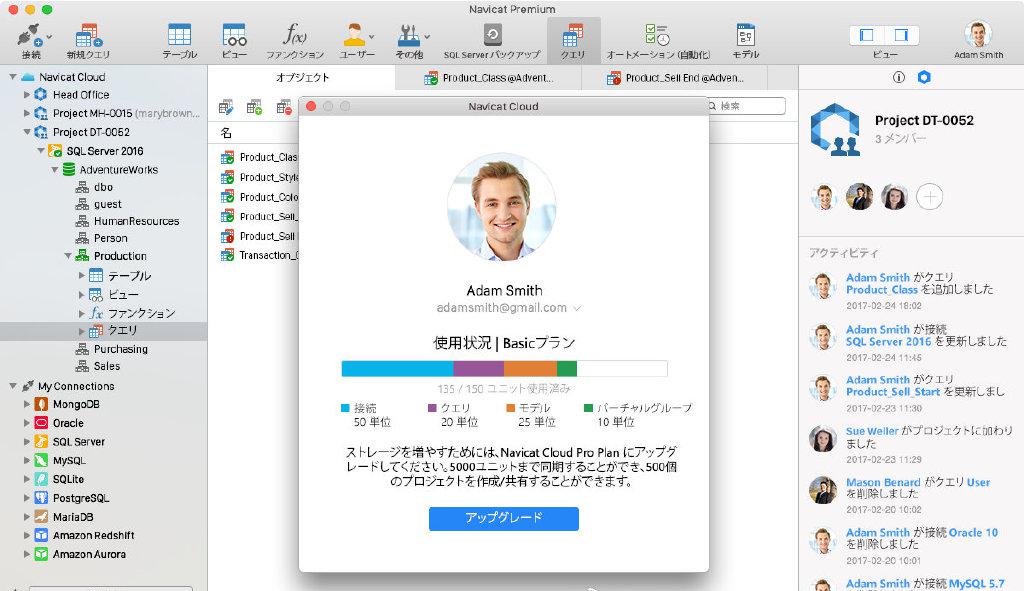 Navicat Premium
接続
新規クエリ
テーブル
ビュー
ファンクション
ユーザー
その他
SQL Server バックアップ
クエリ
オートメーション (自動化)
モデル
ビュー
Adam Smith
Navicat Cloud
Head Office
Project MH-0015 (marybrown...
Project DT-0052
SQL Server 2016
AdventureWorks
dbo
guest
HumanResources
Person
Production
テーブル
ビュー
ファンクション
クエリ
Purchasing
Sales
My Connections
MongoDB
Oracle
SQL Server
MySQL
SQLite
PostgreSQL
MariaDB
Amazon Redshift
Amazon Aurora
オブジェクト
Product_Class @Advent...
Product_Sell End @Adven...
検索
名
Product_Clas
Product_Style
Product_Colo
Product_Sell_
Product_Sell
Transaction_
Navicat Cloud
Adam Smith
adamsmith@gmail.com
使用状況 | Basicプラン
135 / 150 ユニット使用済み
接続
50 単位
クエリ
20 単位
モデル
25 単位
バーチャルグループ
10 単位
ストレージを増やすためには、Navicat Cloud Pro Plan にアップグ
レードしてください。5000ユニットまで同期することができ、500個
のプロジェクトを作成/共有することができます。
アップグレード
Project DT-0052
3 メンバー
アクティビティ
Adam Smith がクエリ
Product_Class を追加しました
2017-02-24 18:02
Adam Smith が接続
SQL Server 2016 を更新しました
2017-02-24 11:45
Adam Smith がクエリ
Product_Sell_Start を更新しまし
2017-02-23 11:30
Sue Weller がプロジェクトに加わり
ました
2017-02-23 11:29
Mason Benard がクエリ User
を削除しました
2017-02-20 10:02
Adam Smith が接続 Oracle 10
を削除しました
2017-02-20 10:01
Adam Smith が接続 MySQL 5.7